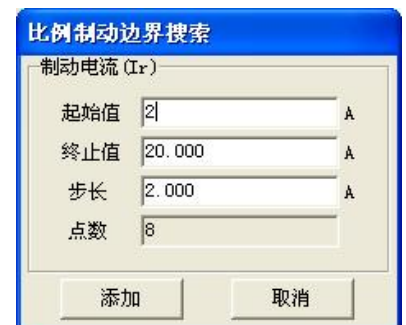 比例制动边界搜索
制动电流(Ir)
起始值 2 A
终止值 20.000 A
步长 2.000 A
点数 8
添加 取消